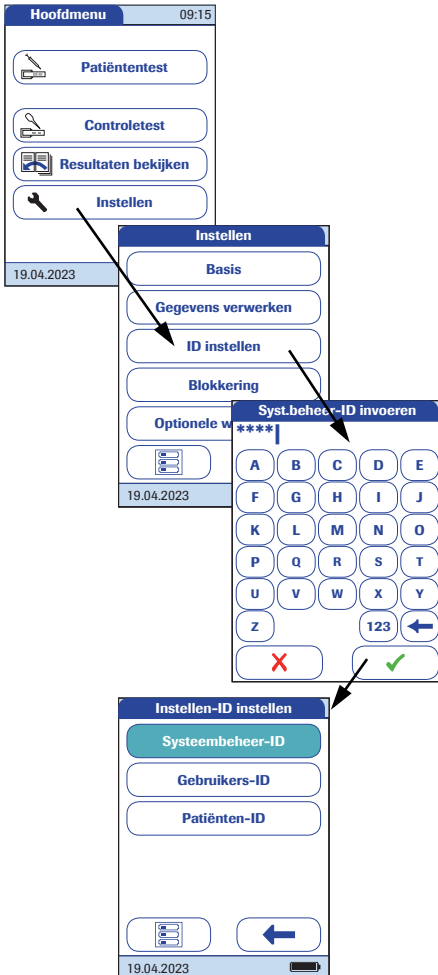 Hoofdmenu 09:15
Patiëntentest
Controletest
Resultaten bekijken
Instellen
19.04.2023
Instellen
Basis
Gegevens verwerken
ID instellen
Blokkering
Optionele w
19.04.2023
Syst.beheer-ID invoeren
****
A B C D E
F G H I J
K L M N O
P Q R S T
U V W X Y
Z 123
Instellen-ID instellen
Systeembeheer-ID
Gebruikers-ID
Patiënten-ID
19.04.2023